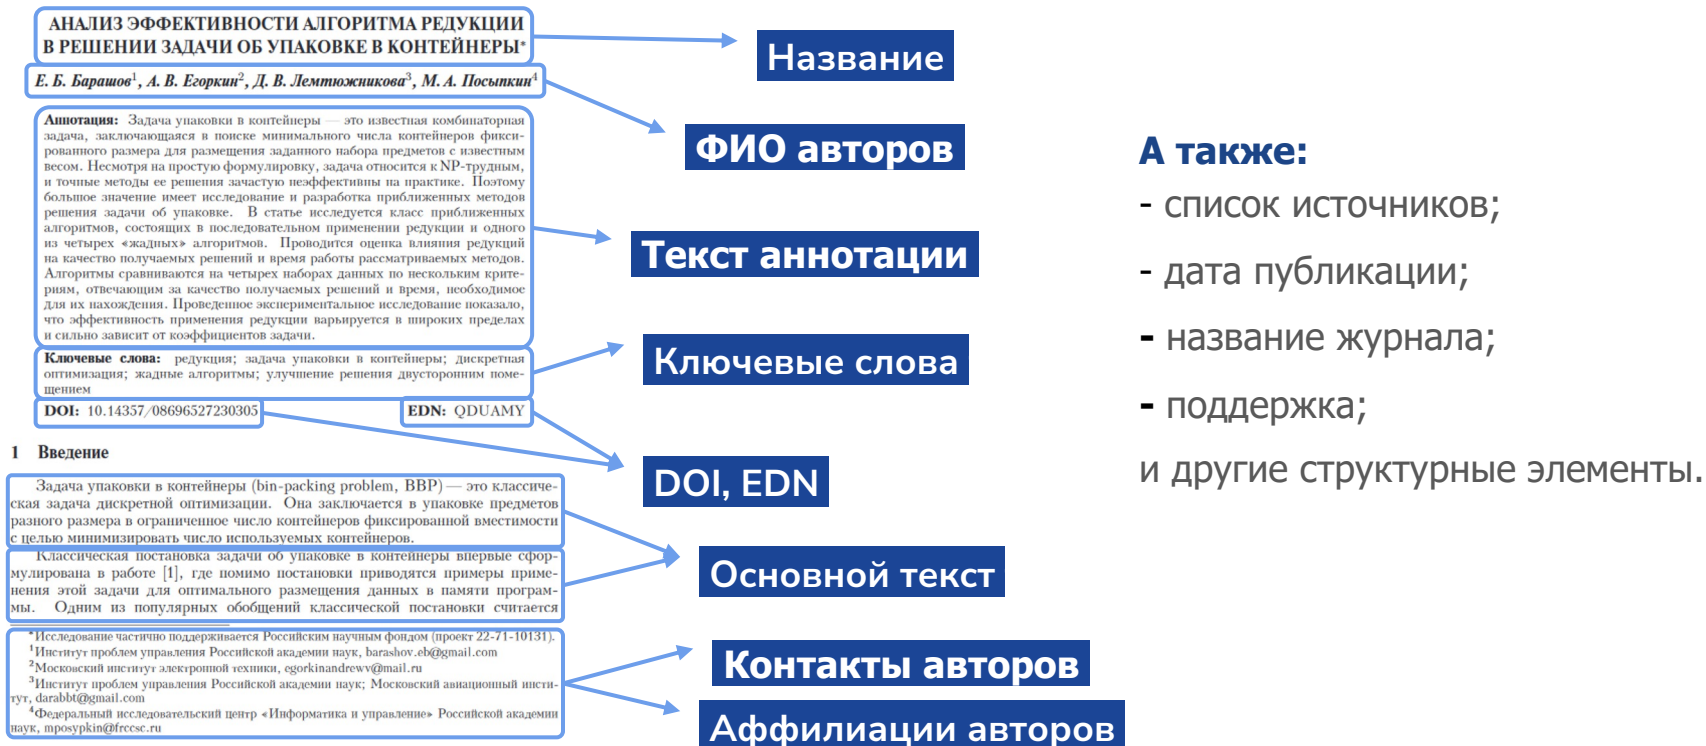 АНАЛИЗ ЭФФЕКТИВНОСТИ АЛГОРИТМА РЕДУКЦИИ
В РЕШЕНИИ ЗАДАЧИ ОБ УПАКОВКЕ В КОНТЕЙНЕРЫ*
Е. Б. Барашов¹, А. В. Егоркин², Д. В. Лемтюжникова³, М. А. Посыпкин⁴
Аннотация: Задача упаковки в контейнеры — это известная комбинаторная
задача, заключающаяся в поиске минимального числа контейнеров фикси-
рованного размера для размещения заданного набора предметов с известным
весом. Несмотря на простую формулировку, задача относится к NP-трудным,
и точные методы ее решения зачастую неэффективны на практике. Поэтому
большое значение имеет исследование и разработка приближенных методов
решения задачи об упаковке. В статье исследуется класс приближенных
алгоритмов, состоящих в последовательном применении редукции и одного
из четырех «жадных» алгоритмов. Проводится оценка влияния редукций
на качество получаемых решений и время работы рассматриваемых методов.
Алгоритмы сравниваются на четырех наборах данных по нескольким крите-
риям, отвечающим за качество получаемых решений и время, необходимое
для их нахождения. Проведенное экспериментальное исследование показало,
что эффективность применения редукции варьируется в широких пределах
и сильно зависит от коэффициентов задачи.
Ключевые слова: редукция; задача упаковки в контейнеры; дискретная
оптимизация; жадные алгоритмы; улучшение решения двусторонним поме-
щением
DOI: 10.14357/08696527230305 EDN: QDUAMY
1 Введение
Задача упаковки в контейнеры (bin-packing problem, BBP) — это классиче-
ская задача дискретной оптимизации. Она заключается в упаковке предметов
разного размера в ограниченное число контейнеров фиксированной вместимости
с целью минимизировать число используемых контейнеров.
Классическая постановка задачи об упаковке в контейнеры впервые сфор-
мулирована в работе [1], где помимо постановки приводятся примеры приме-
нения этой задачи для оптимального размещения данных в памяти програм-
мы. Одним из популярных обобщений классической постановки считается
*Исследование частично поддерживается Российским научным фондом (проект 22-71-10131).
¹Институт проблем управления Российской академии наук, barashov.eb@gmail.com
²Московский институт электронной техники, egorkinandrewv@mail.ru
³Институт проблем управления Российской академии наук; Московский авиационный инсти-
тут, darabbt@gmail.com
⁴Федеральный исследовательский центр «Информатика и управление» Российской академии
наук, mposypkin@frccsc.ru
Название
ФИО авторов
Текст аннотации
Ключевые слова
DOI, EDN
Основной текст
Контакты авторов
Аффилиации авторов
А также:
- список источников;
- дата публикации;
- название журнала;
- поддержка;
и другие структурные элементы.